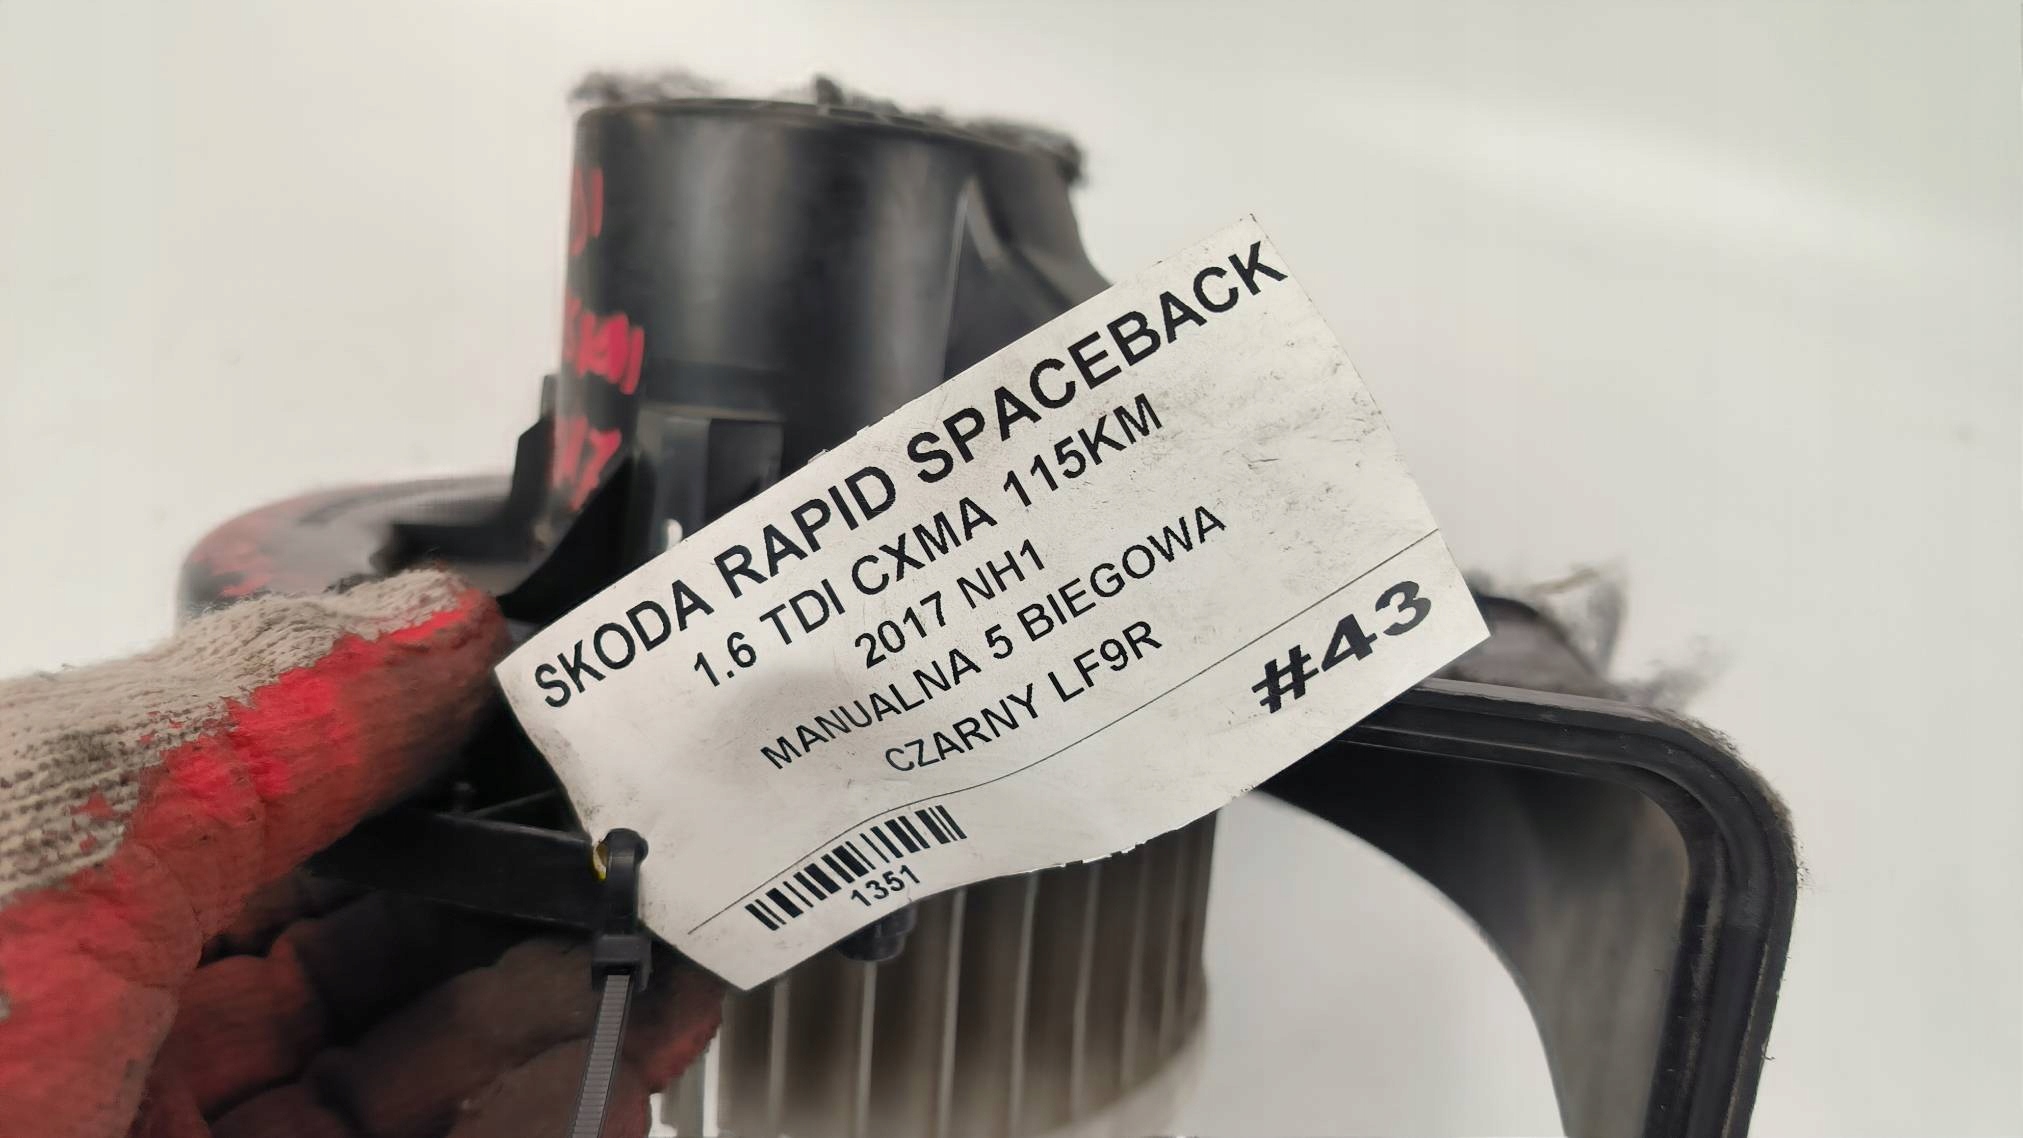 SKODA RAPID SPACEBACK
1.6 TDI CXMA 115KM
2017 NH1
MANUALNA 5 BIEGOWA
CZARNY LF9R
#43
1351